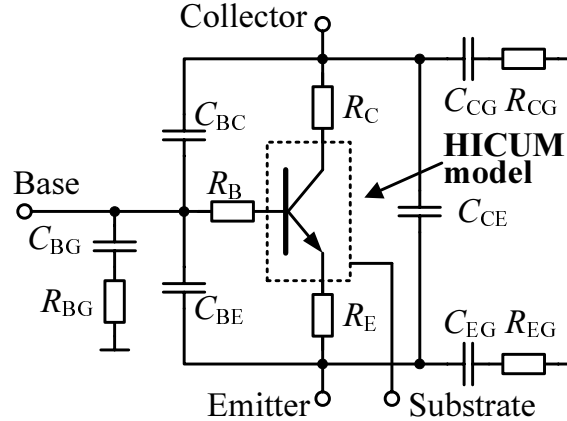 Collector
C_CG R_CG
R_C
C_BC
HICUM
model
Base
R_B
C_CE
C_BG
R_BG
C_BE
R_E
C_EG R_EG
Emitter
Substrate